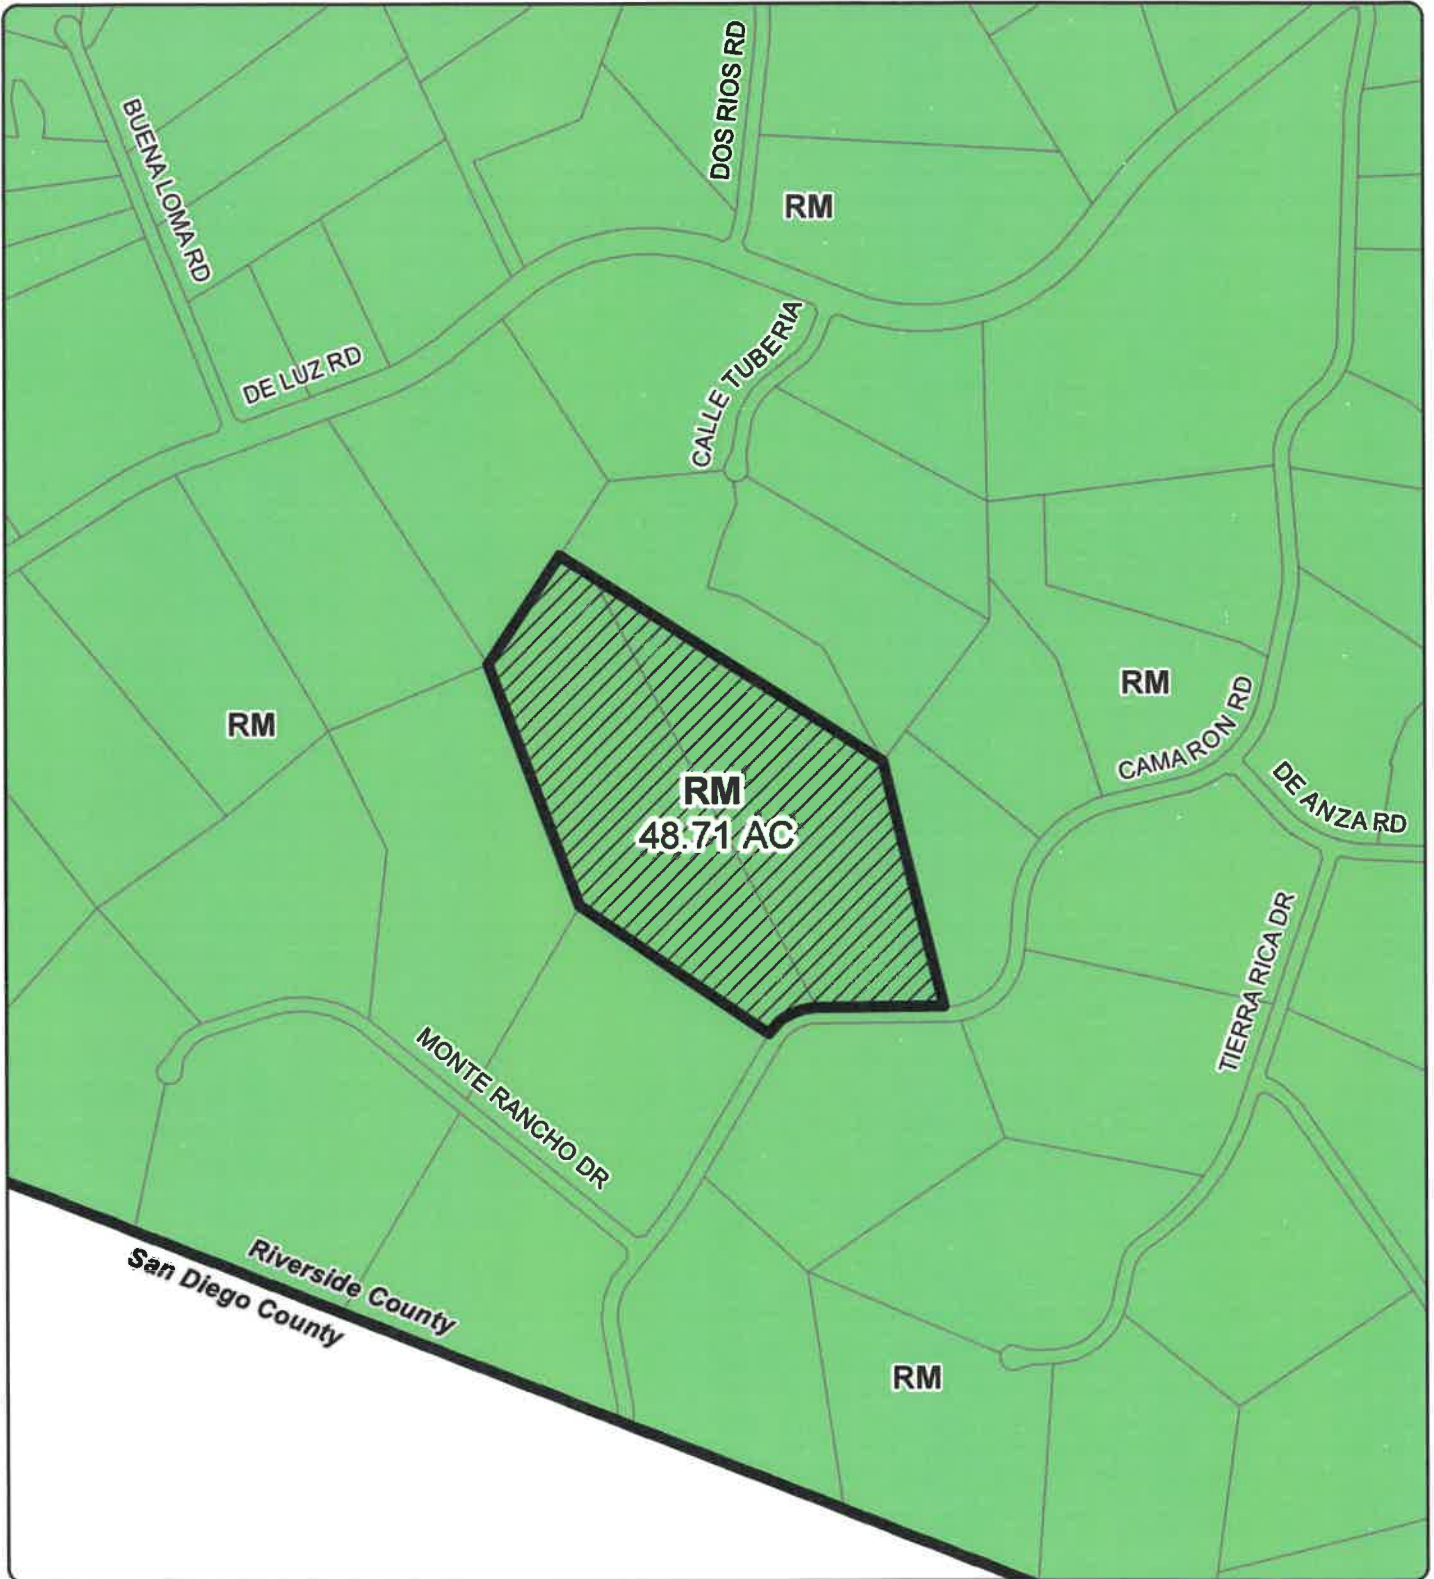 DOS RIOS RD
BUENA LOMA RD
RM
CALLE TUBERIA
DE LUZ RD
RM
CAMARON RD
RM
DE ANZA RD
RM
48.71 AC
TIERRA RICA DR
MONTE RANCHO DR
Riverside County
San Diego County
RM